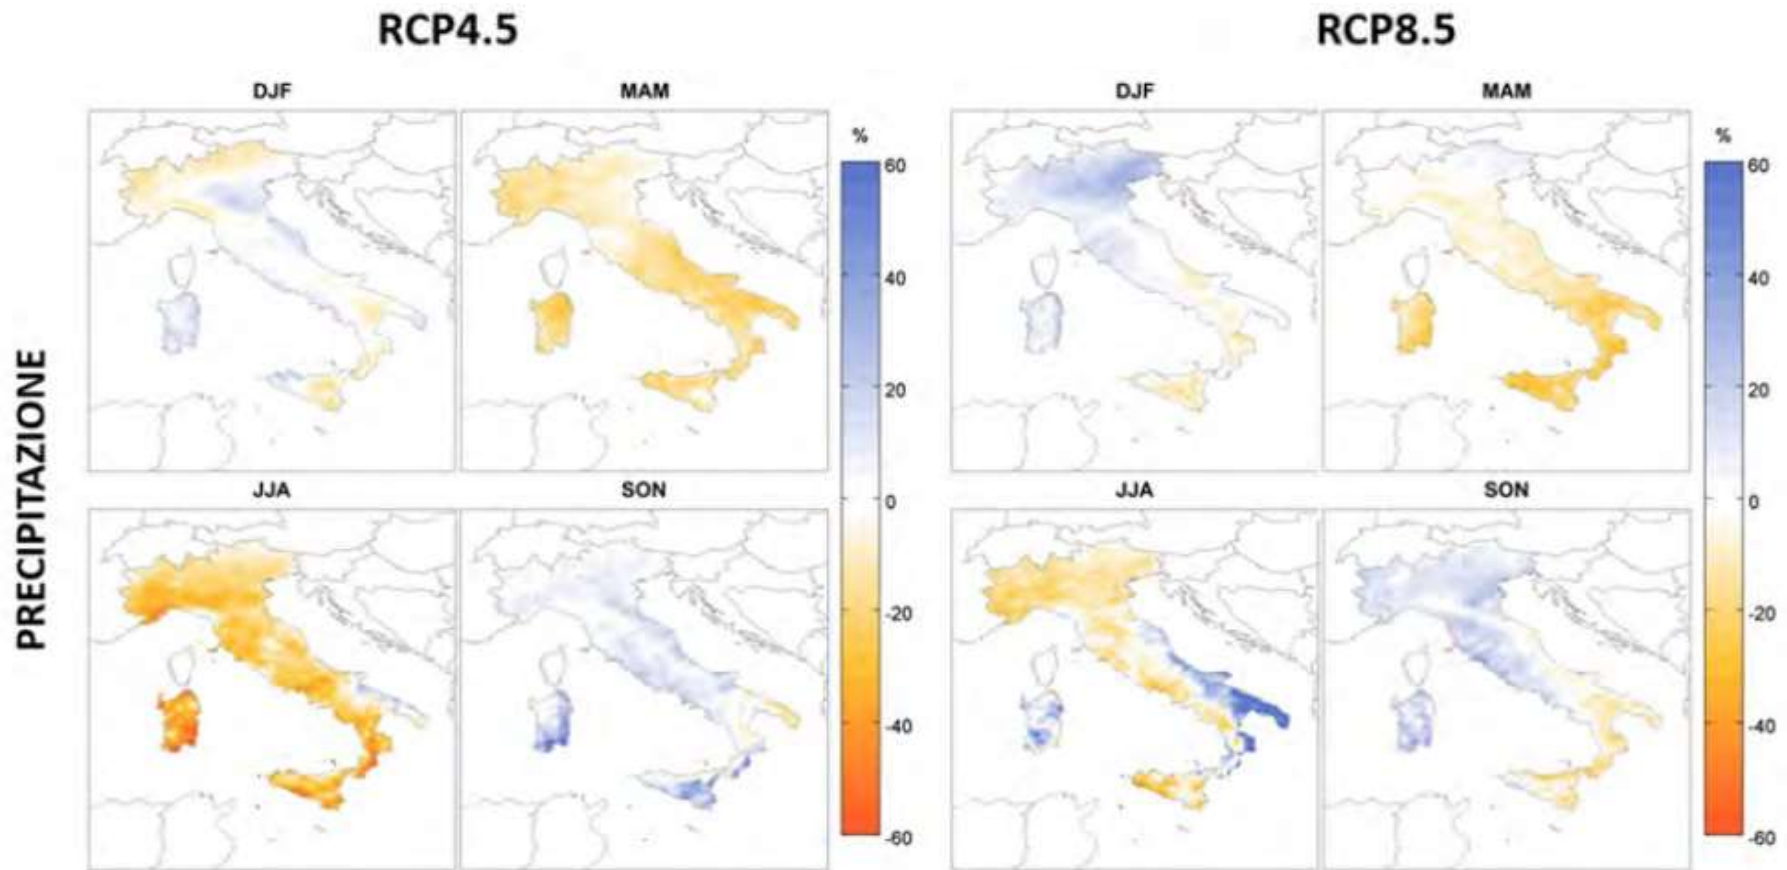 RCP4.5
RCP8.5
DJF
MAM
DJF
MAM
%
60
40
20
0
-20
-40
-60
%
60
40
20
0
-20
-40
-60
JJA
SON
JJA
SON
PRECIPITAZIONE